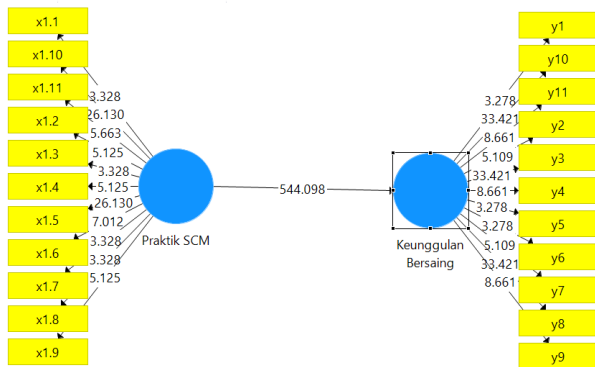 x1.1
x1.10
x1.11
x1.2
x1.3
x1.4
x1.5
x1.6
x1.7
x1.8
x1.9
3.328
26.130
5.663
5.125
3.328
5.125
26.130
7.012
3.328
3.328
5.125
Praktik SCM
544.098
Keunggulan
Bersaing
3.278
33.421
8.661
5.109
33.421
8.661
3.278
3.278
5.109
33.421
8.661
y1
y10
y11
y2
y3
y4
y5
y6
y7
y8
y9